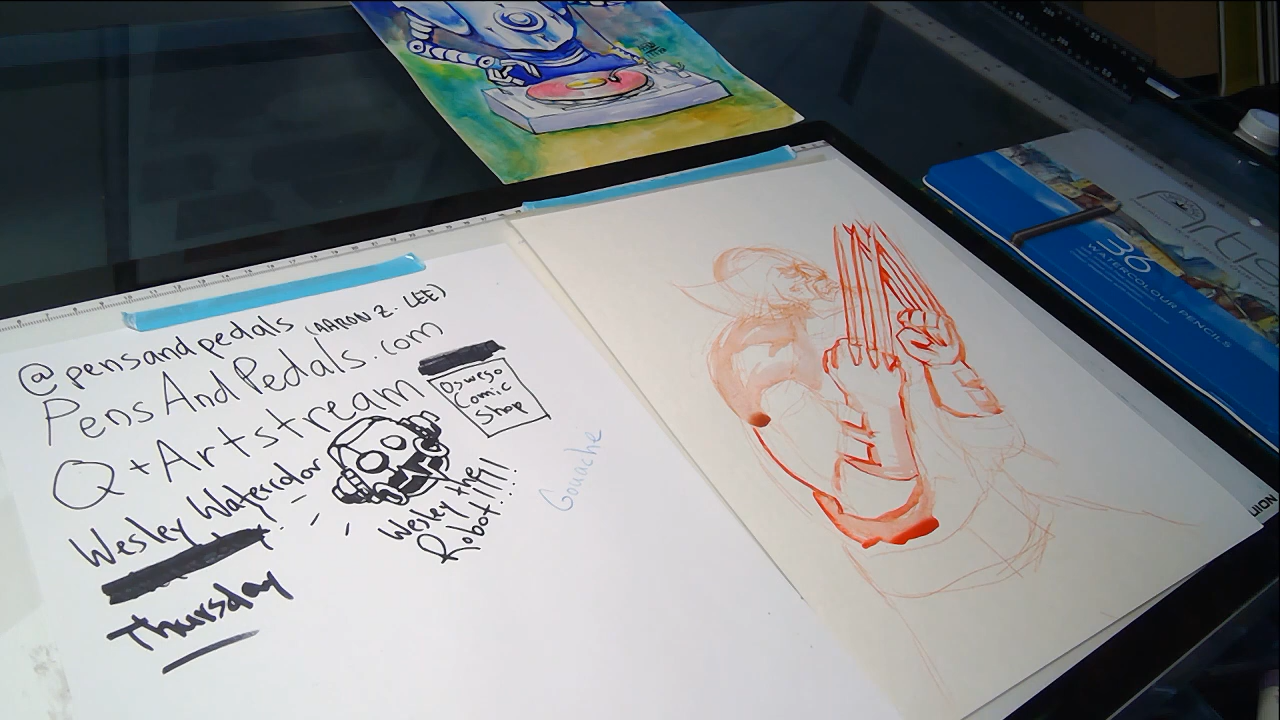 @pensandpedals (AARON Z. LEE)
PensAndPedals.com
Q+Artstream
Oswego
Comic
Shop
Wesley Watercolor
Wesley the
Robot!!!!
Thursday
Gouache
artis
36
WATERCOLOUR PENCILS